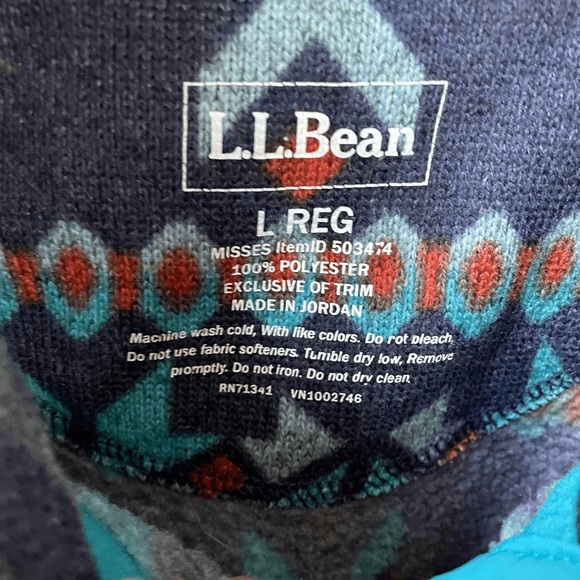 L.L.Bean
L REG
MISSES ItemID 503474
100% POLYESTER
EXCLUSIVE OF TRIM
MADE IN JORDAN
Machine wash cold, With like colors. Do not bleach,
Do not use fabric softeners. Tumble dry low, Remove
promptly. Do not iron. Do not dry clean.
RN71341 VN1002746